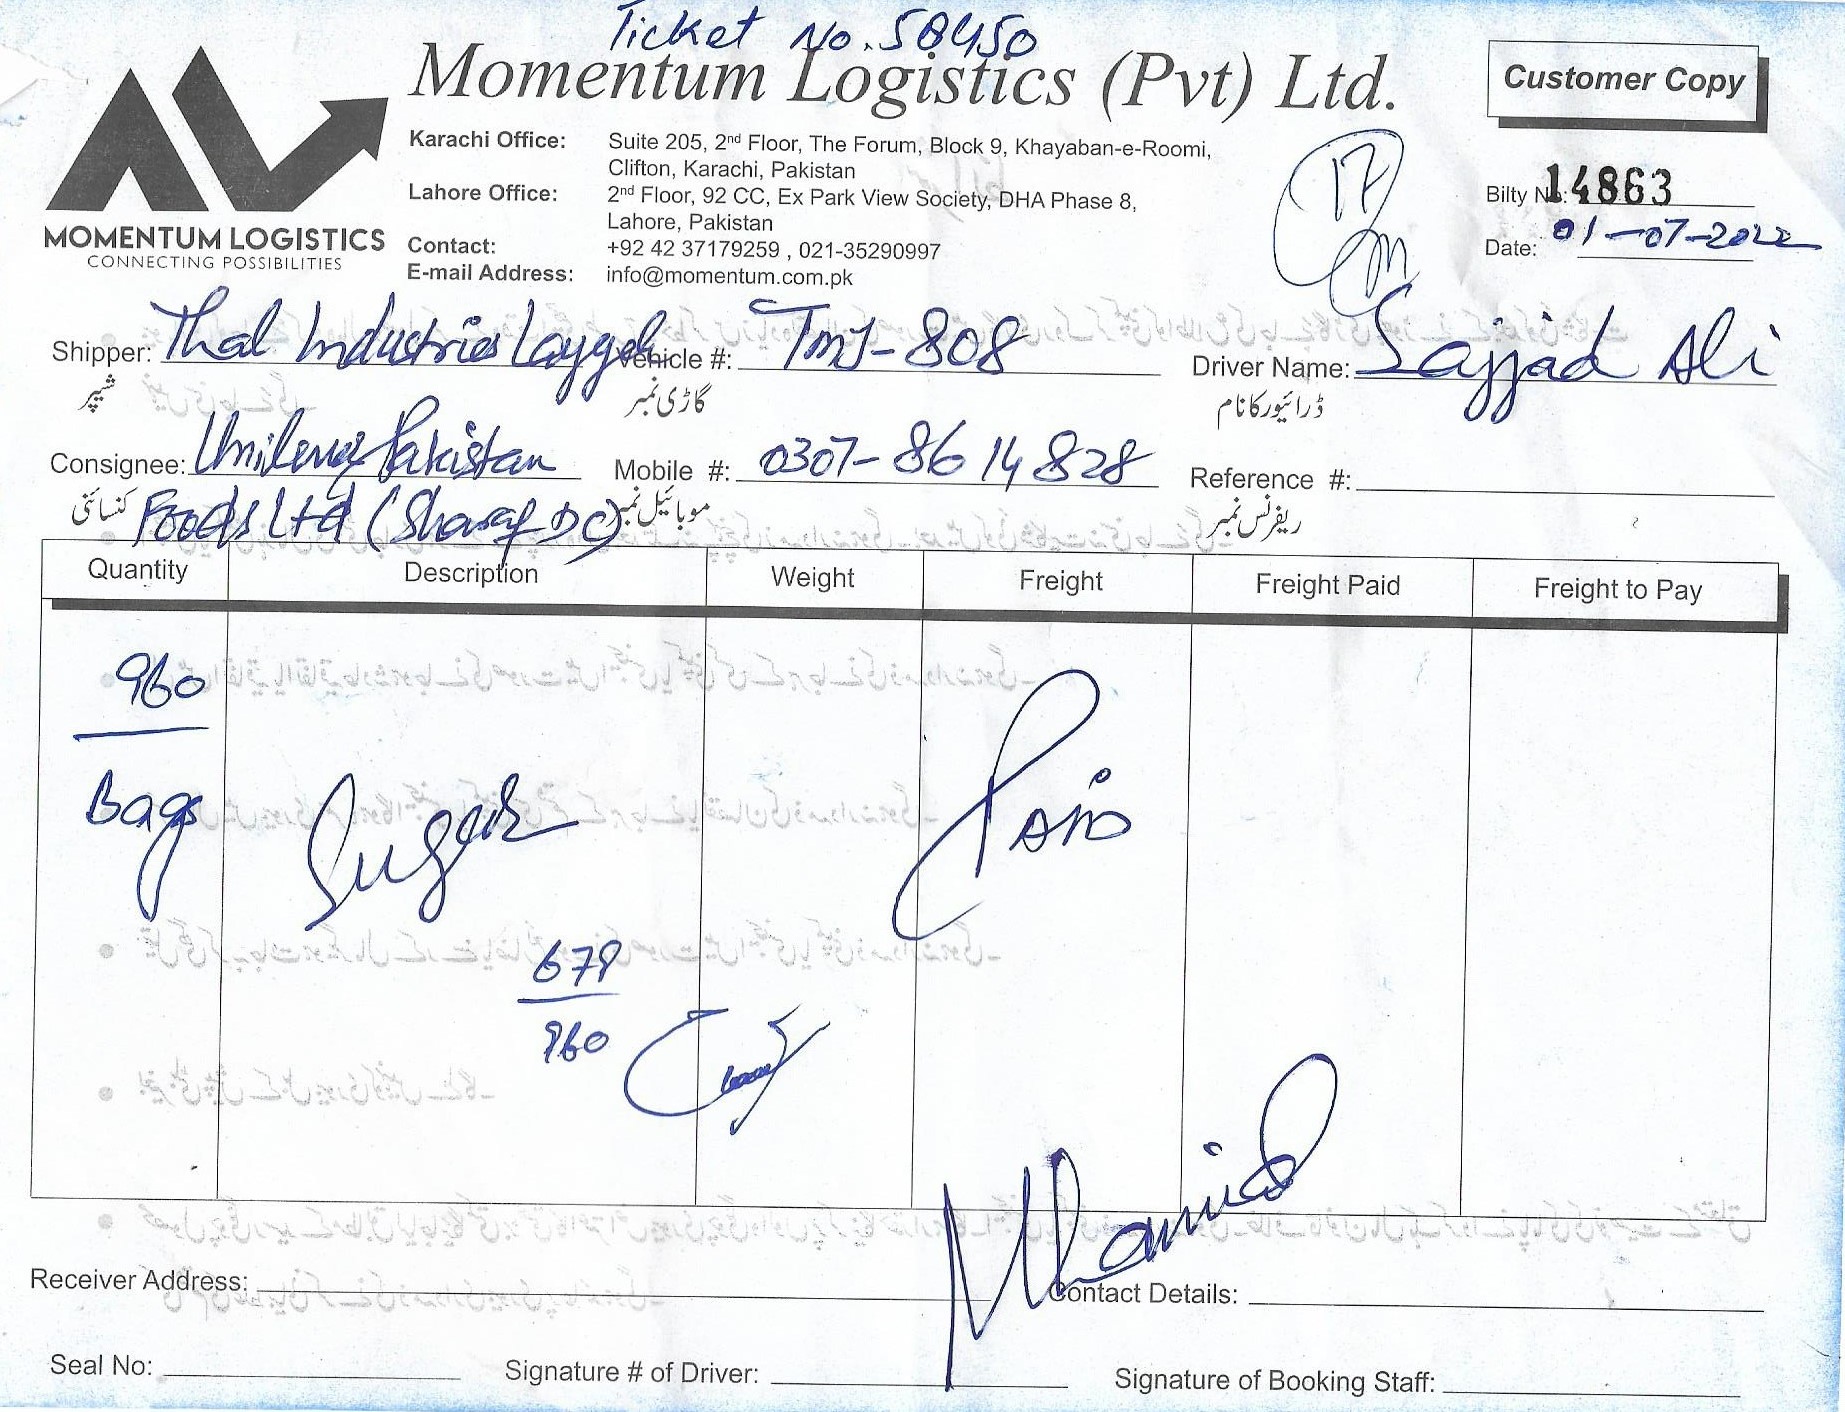 Ticket No. 58450
Momentum Logistics (Pvt) Ltd.
Customer Copy
MOMENTUM LOGISTICS
CONNECTING POSSIBILITIES
Karachi Office: Suite 205, 2nd Floor, The Forum, Block 9, Khayaban-e-Roomi,
Clifton, Karachi, Pakistan
Lahore Office: 2nd Floor, 92 CC, Ex Park View Society, DHA Phase 8,
Lahore, Pakistan
Contact: +92 42 37179259 , 021-35290997
E-mail Address: info@momentum.com.pk
17
Bilty No: 14863
Date: 01-07-2022
Shipper: Thal Industries Layyah Vehicle #: TMJ-808 Driver Name: Sajjad Ali
شیپر گاڑی نمبر ڈرائیور کا نام
Consignee: Unilever Pakistan Mobile #: 0307-8614828 Reference #:
کنسائنی Foods Ltd (Sharaf DC) موبائیل نمبر ریفرنس نمبر
Quantity Description Weight Freight Freight Paid Freight to Pay
960
Bags Sugar Paid
679
960
Receiver Address: Contact Details:
Seal No: Signature # of Driver: Signature of Booking Staff: